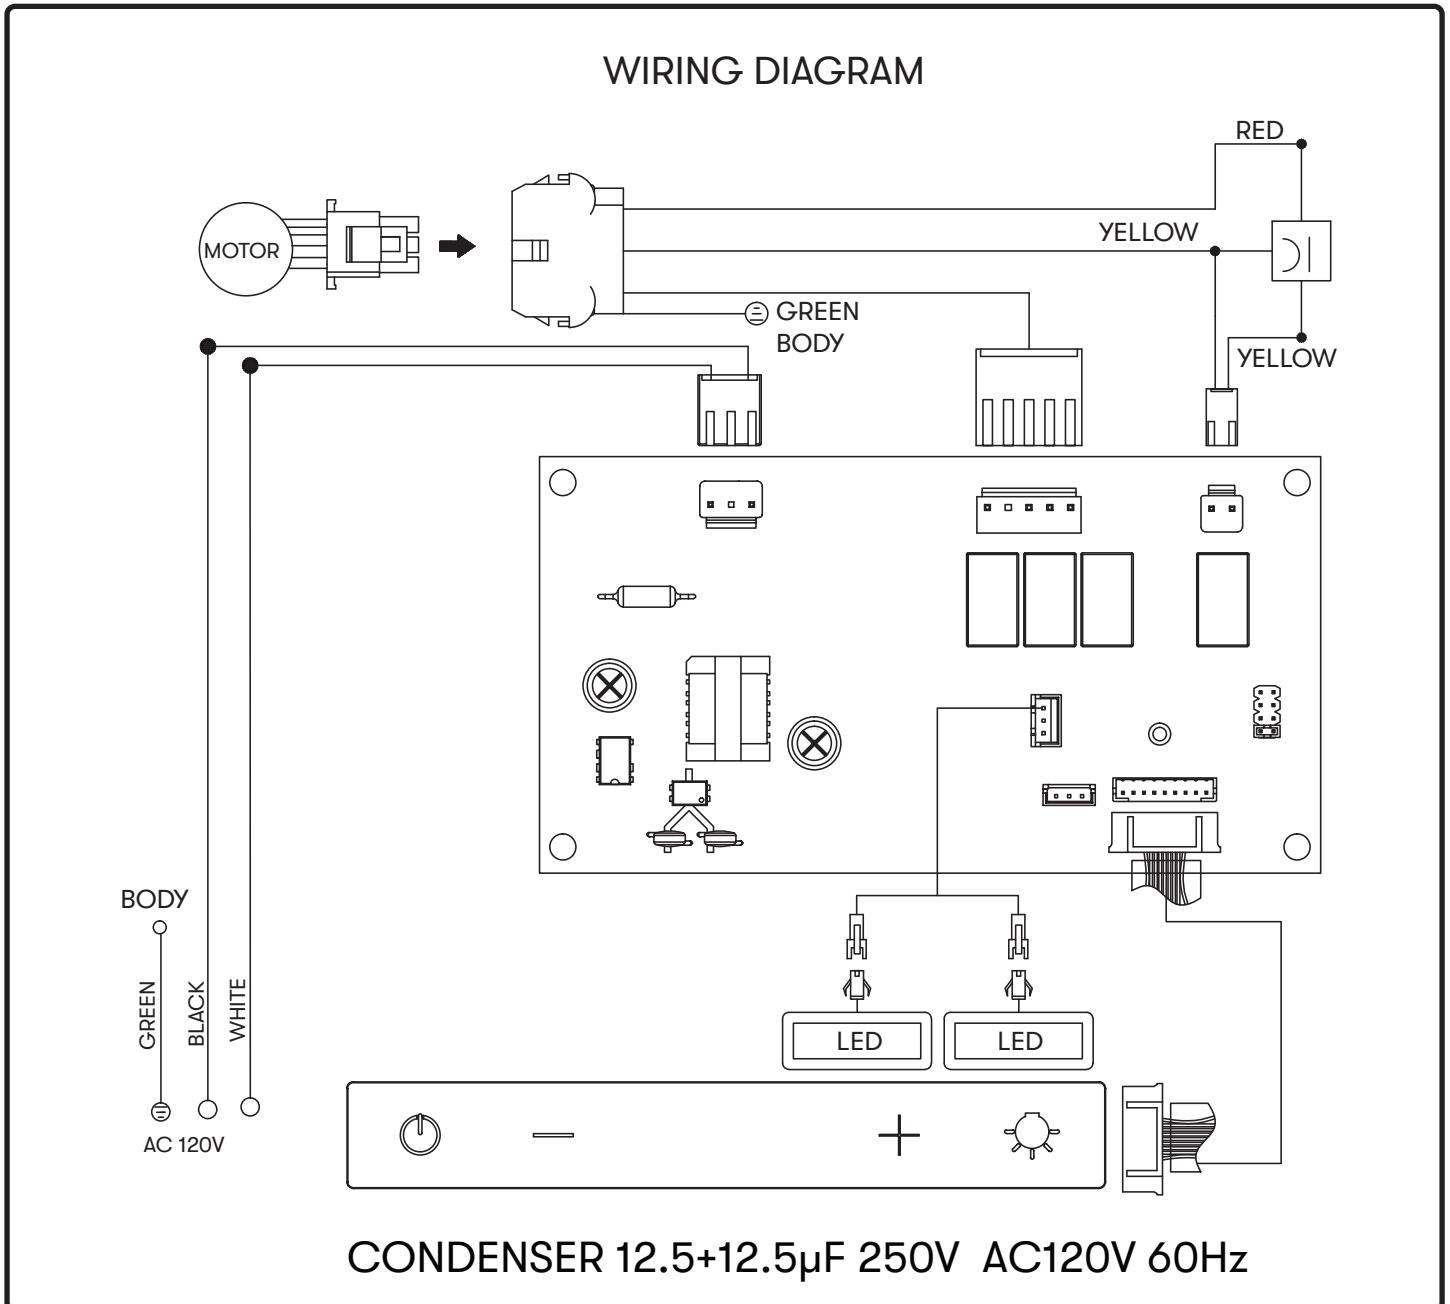 WIRING DIAGRAM
RED
YELLOW
MOTOR
GREEN
BODY
YELLOW
BODY
GREEN
BLACK
WHITE
LED
LED
AC 120V
CONDENSER 12.5+12.5µF 250V AC120V 60Hz